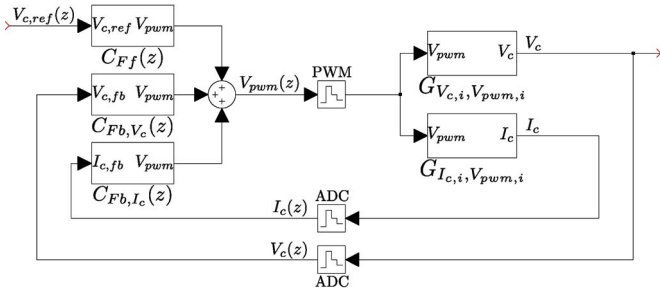 V_{c,ref}(z)
V_{c,ref} V_{pwm}
C_{Ff}(z)
V_{c,fb} V_{pwm}
C_{Fb,V_c}(z)
I_{c,fb} V_{pwm}
C_{Fb,I_c}(z)
+
+ +
V_{pwm}(z)
PWM
V_{pwm} V_c
V_c
G_{V_{c,i},V_{pwm,i}}
V_{pwm} I_c
I_c
G_{I_{c,i},V_{pwm,i}}
I_c(z)
ADC
V_c(z)
ADC